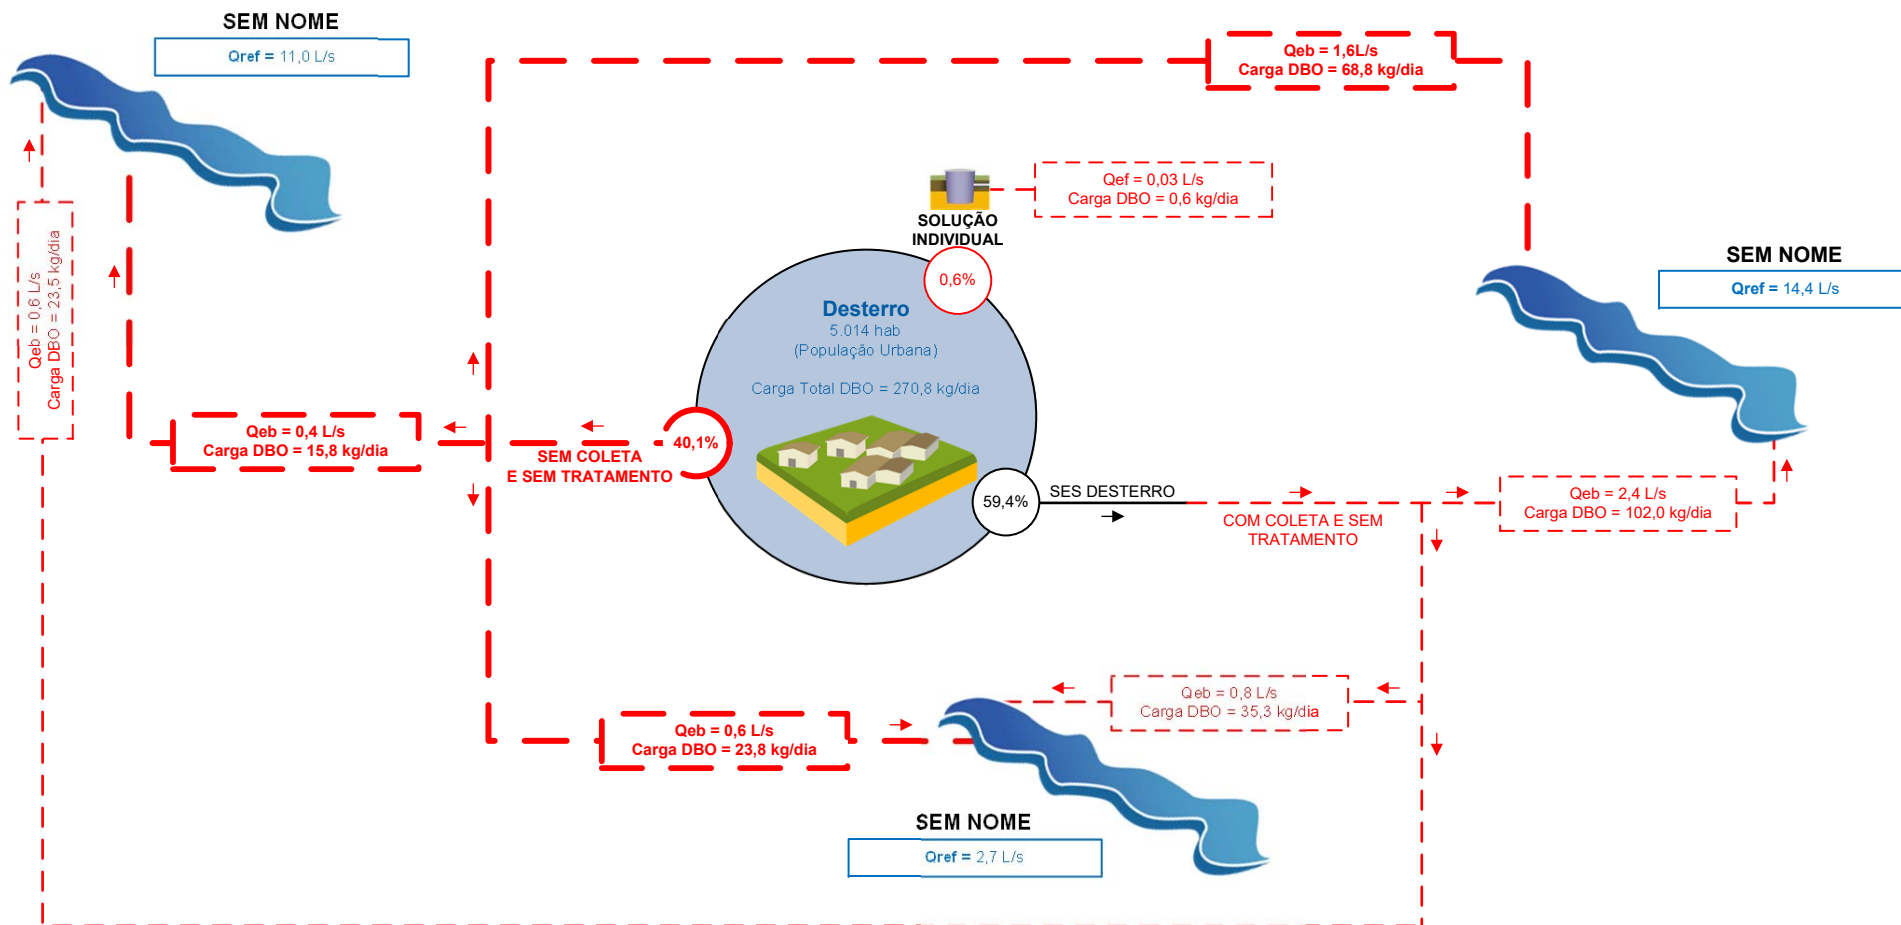 SEM NOME
Qref = 11,0 L/s
Qeb = 1,6L/s
Carga DBO = 68,8 kg/dia
Qef = 0,03 L/s
Carga DBO = 0,6 kg/dia
SOLUÇÃO
INDIVIDUAL
0,6%
SEM NOME
Qref = 14,4 L/s
Qeb = 0,6 L/s
Carga DBO = 23,5 kg/dia
Desterro
5.014 hab
(População Urbana)
Carga Total DBO = 270,8 kg/dia
Qeb = 0,4 L/s
Carga DBO = 15,8 kg/dia
40,1%
SEM COLETA
E SEM TRATAMENTO
59,4%
SES DESTERRO
COM COLETA E SEM
TRATAMENTO
Qeb = 2,4 L/s
Carga DBO = 102,0 kg/dia
Qeb = 0,8 L/s
Carga DBO = 35,3 kg/dia
Qeb = 0,6 L/s
Carga DBO = 23,8 kg/dia
SEM NOME
Qref = 2,7 L/s